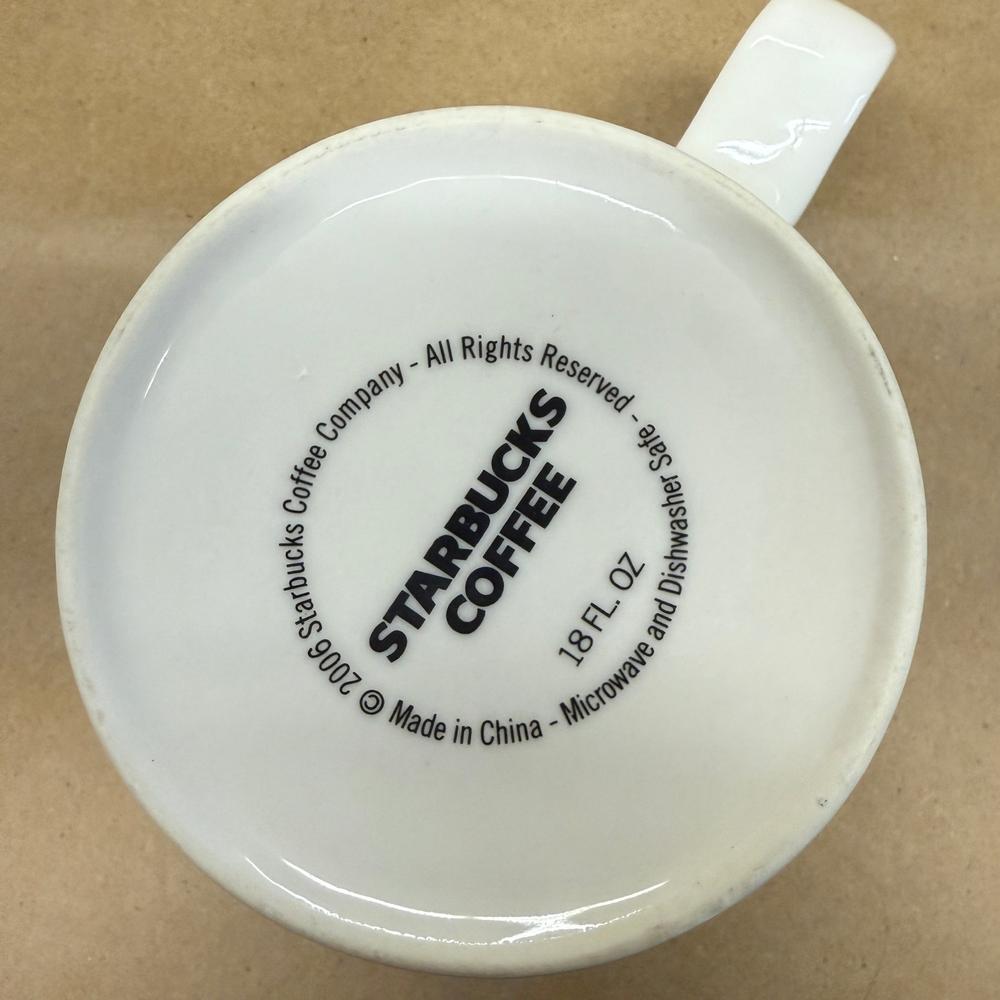 © 2006 Starbucks Coffee Company - All Rights Reserved -
STARBUCKS
COFFEE
18 FL. OZ
Made in China - Microwave and Dishwasher Safe -